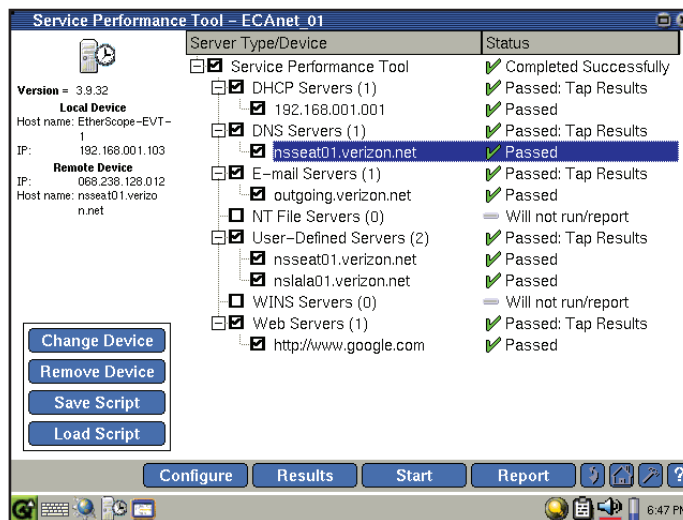 Service Performance Tool – ECAnet_01
Server Type/Device Status
Version = 3.9.32
Local Device
Host name: EtherScope-EVT-
1
IP: 192.168.001.103
Remote Device
IP: 068.238.128.012
Host name: nsseat01.verizo
n.net
Service Performance Tool Completed Successfully
DHCP Servers (1) Passed: Tap Results
192.168.001.001 Passed
DNS Servers (1) Passed: Tap Results
nsseat01.verizon.net Passed
E-mail Servers (1) Passed: Tap Results
outgoing.verizon.net Passed
NT File Servers (0) Will not run/report
User-Defined Servers (2) Passed: Tap Results
nsseat01.verizon.net Passed
nslala01.verizon.net Passed
WINS Servers (0) Will not run/report
Web Servers (1) Passed: Tap Results
http://www.google.com Passed
Change Device
Remove Device
Save Script
Load Script
Configure Results Start Report ?
6:47 PM